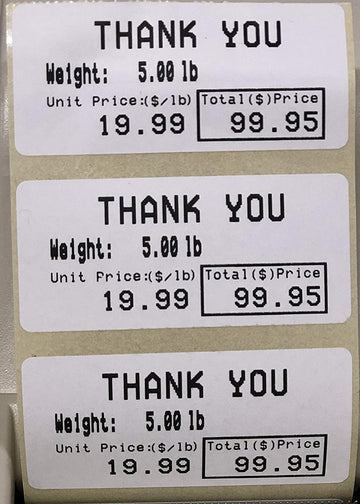 THANK YOU
Weight: 5.00 lb
Unit Price:($/lb) Total($)Price
19.99 99.95
THANK YOU
Weight: 5.00 lb
Unit Price:($/lb) Total($)Price
19.99 99.95
THANK YOU
Weight: 5.00 lb
Unit Price:($/lb) Total($)Price
19.99 99.95